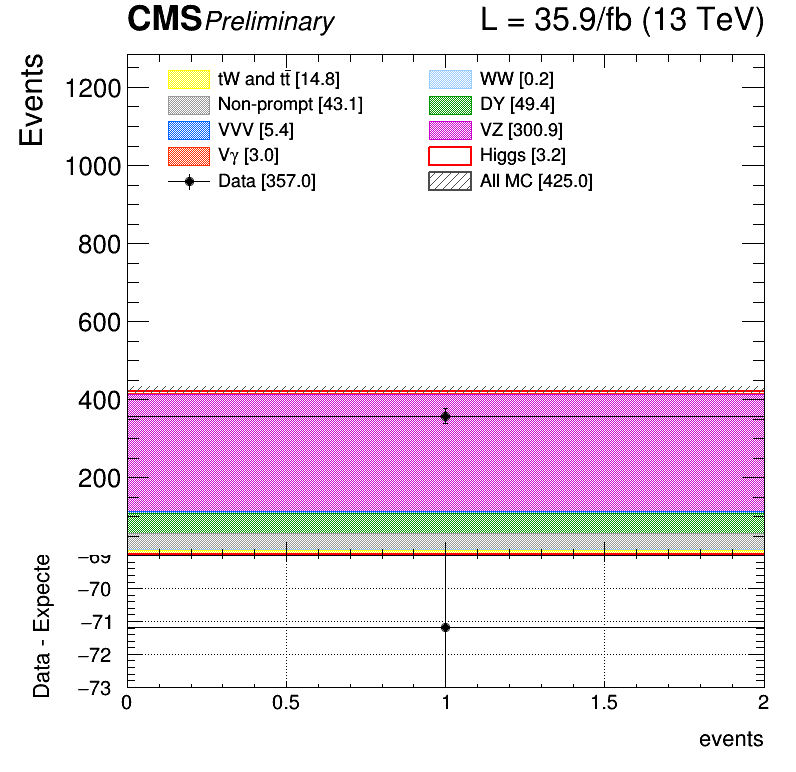 CMS Preliminary L = 35.9/fb (13 TeV)
Events
1200
1000
800
600
400
200
tW and tt̄ [14.8]
Non-prompt [43.1]
VVV [5.4]
Vγ [3.0]
Data [357.0]
WW [0.2]
DY [49.4]
VZ [300.9]
Higgs [3.2]
All MC [425.0]
Data - Expecte
−69
−70
−71
−72
−73
0 0.5 1 1.5 2
events